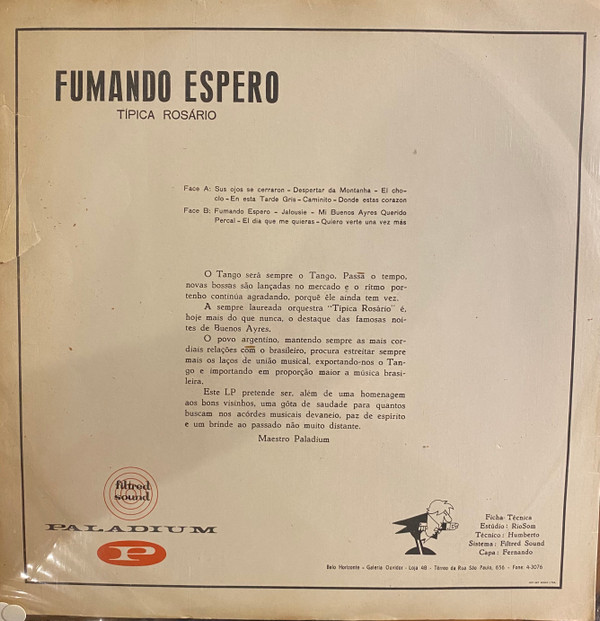 FUMANDO ESPERO
TÍPICA ROSÁRIO
Face A: Sus ojos se cerraron - Despertar da Montanha - El cho-
clo - En esta Tarde Gris - Caminito - Donde estas corazon
Face B: Fumando Espero - Jalousie - Mi Buenos Ayres Querido
Percal - El dia que me quieras - Quiero verte una vez más
O Tango será sempre o Tango. Passa o tempo,
novas bossas são lançadas no mercado e o ritmo por-
tenho continúa agradando, porquê êle ainda tem vez.
A sempre laureada orquestra "Típica Rosário" é,
hoje mais do que nunca, o destaque das famosas noi-
tes de Buenos Ayres.
O povo argentino, mantendo sempre as mais cor-
diais relações com o brasileiro, procura estreitar sempre
mais os laços de união musical, exportando-nos o Tan-
go e importando em proporção maior a música brasi-
leira.
Este LP pretende ser, além de uma homenagem
aos bons visinhos, uma gôta de saudade para quantos
buscam nos acórdes musicais devaneio, paz de espírito
e um brinde ao passado não muito distante.
Maestro Paladium
filtred
sound
PALADIUM
P
Ficha Técnica
Estúdio: RioSom
Técnico: Humberto
Sistema: Filtred Sound
Capa: Fernando
Belo Horizonte - Galeria Ouvidor - Loja 48 - Térreo da Rua São Paulo, 656 - Fone: 4-3076